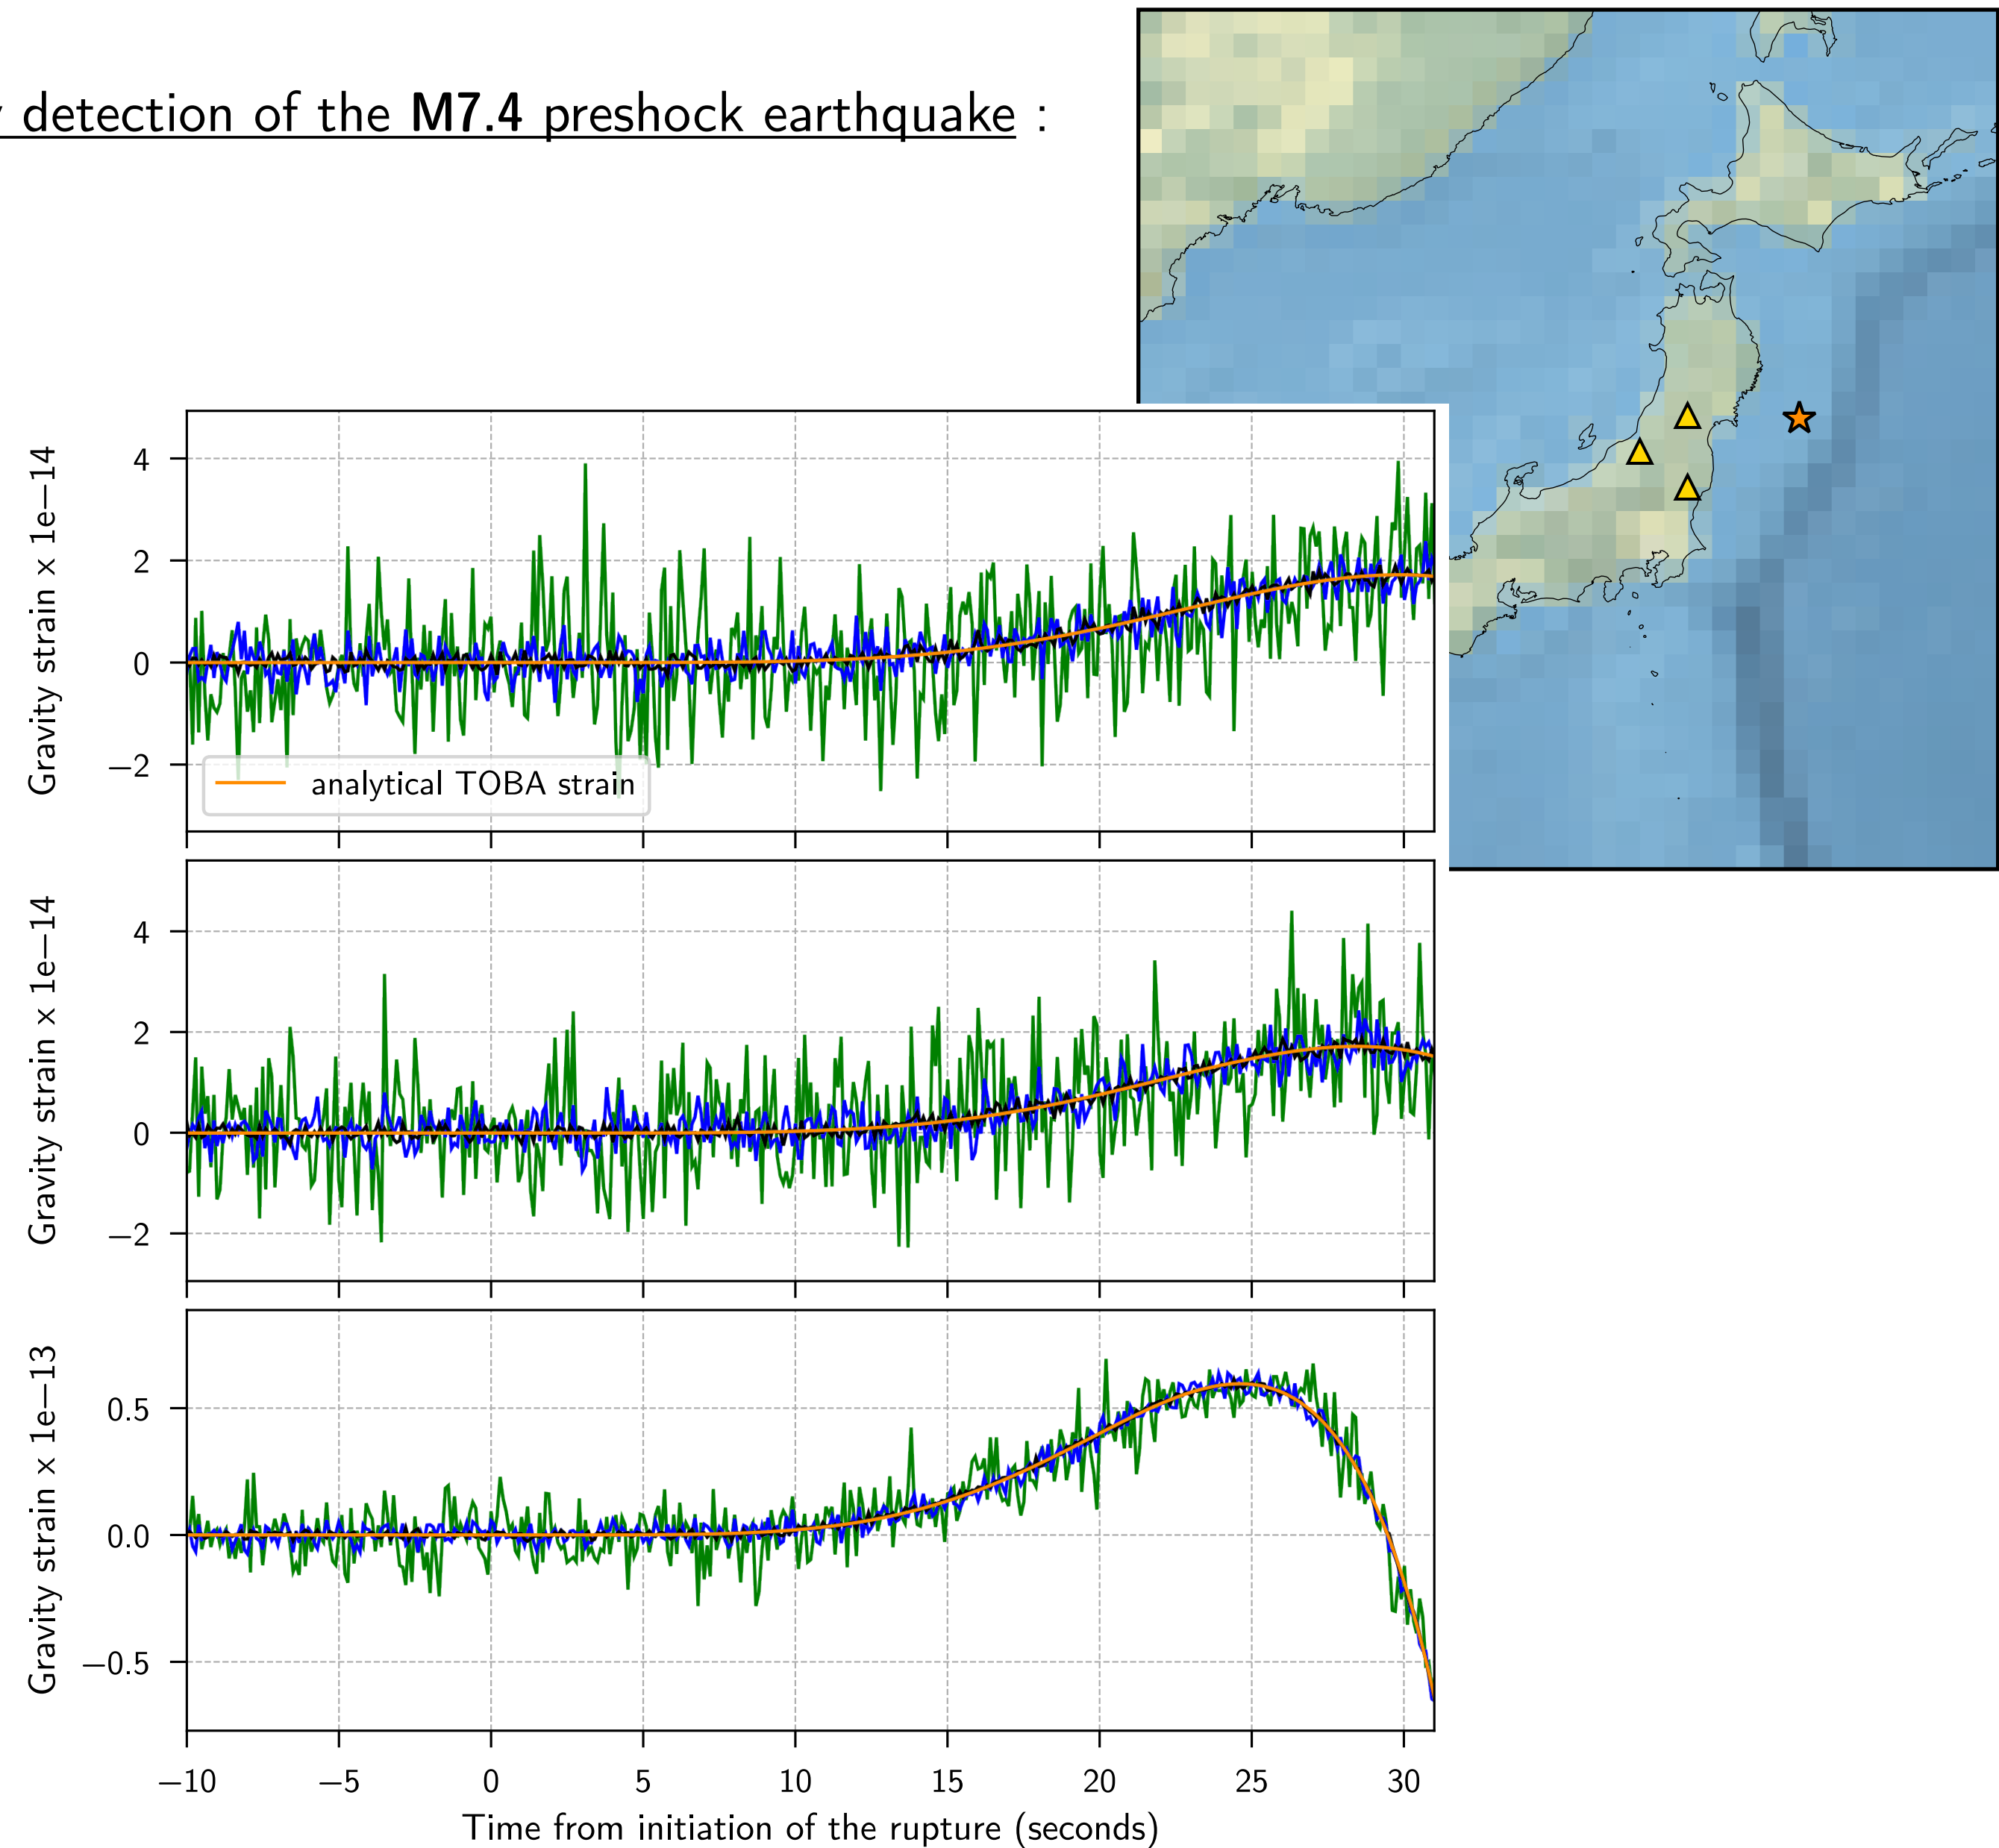 detection of the M7.4 preshock earthquake :
Gravity strain x 1e−14
4
2
0
−2
analytical TOBA strain
Gravity strain x 1e−14
4
2
0
−2
Gravity strain x 1e−13
0.5
0.0
−0.5
−10 −5 0 5 10 15 20 25 30
Time from initiation of the rupture (seconds)